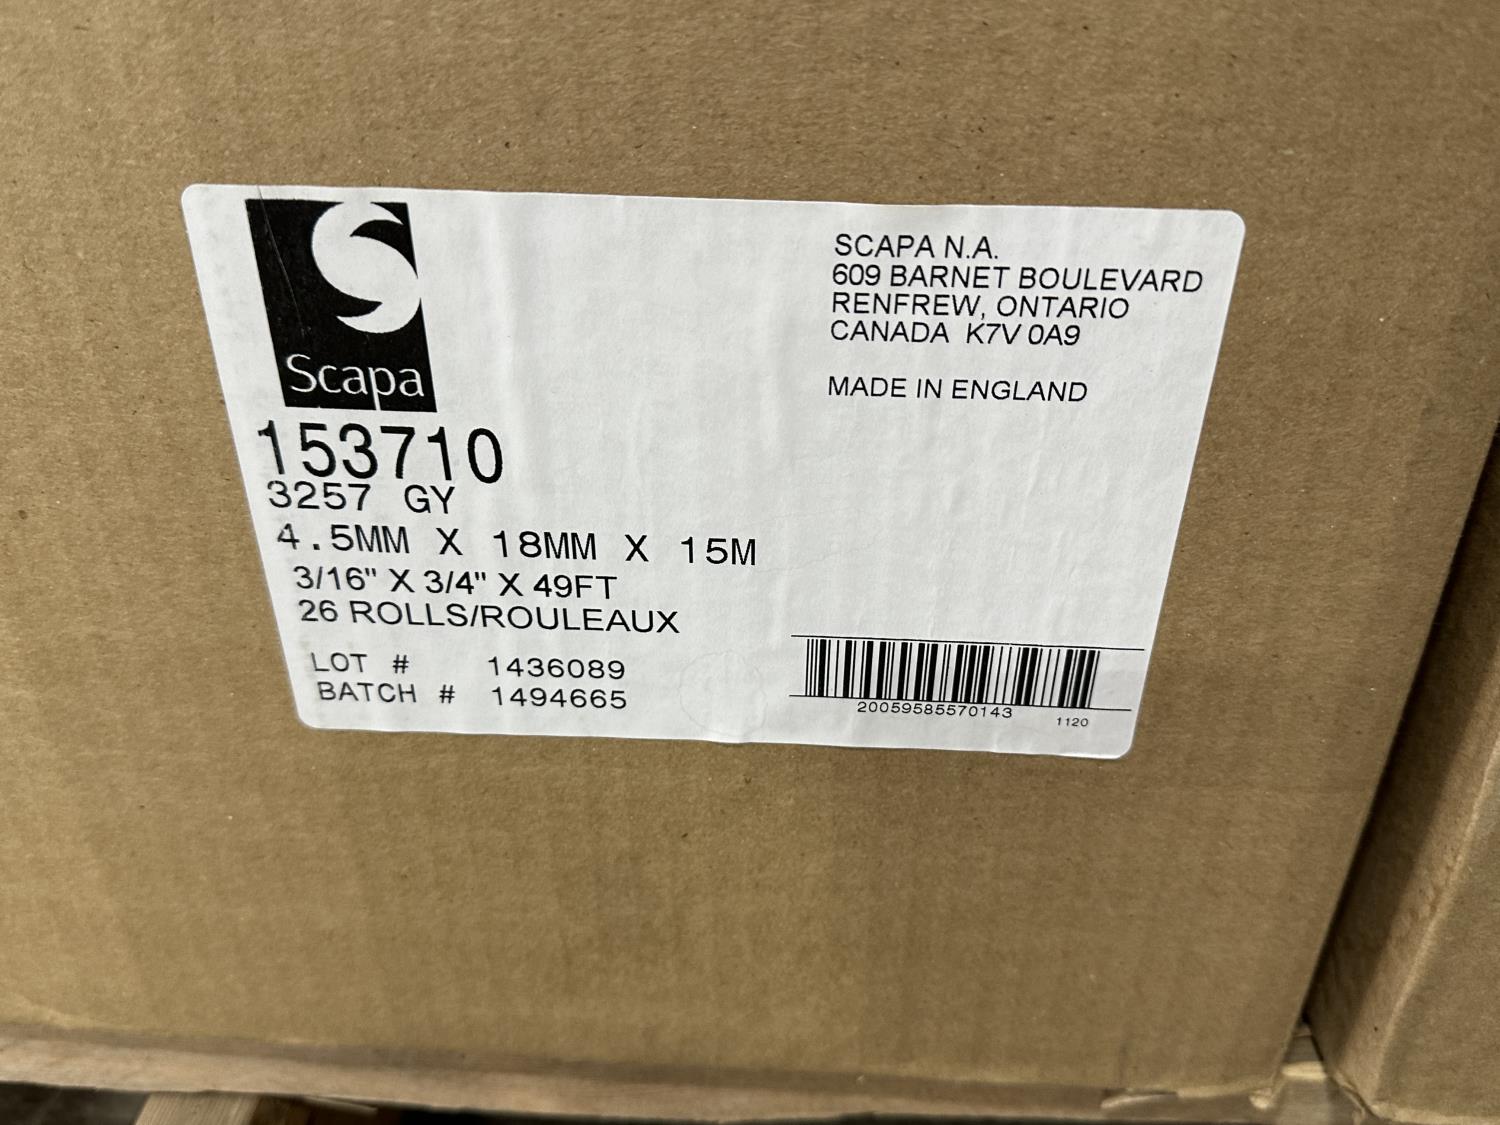 Scapa
153710
3257 GY
4.5MM X 18MM X 15M
3/16" X 3/4" X 49FT
26 ROLLS/ROULEAUX
LOT # 1436089
BATCH # 1494665
SCAPA N.A.
609 BARNET BOULEVARD
RENFREW, ONTARIO
CANADA K7V 0A9
MADE IN ENGLAND
20059585570143
1120